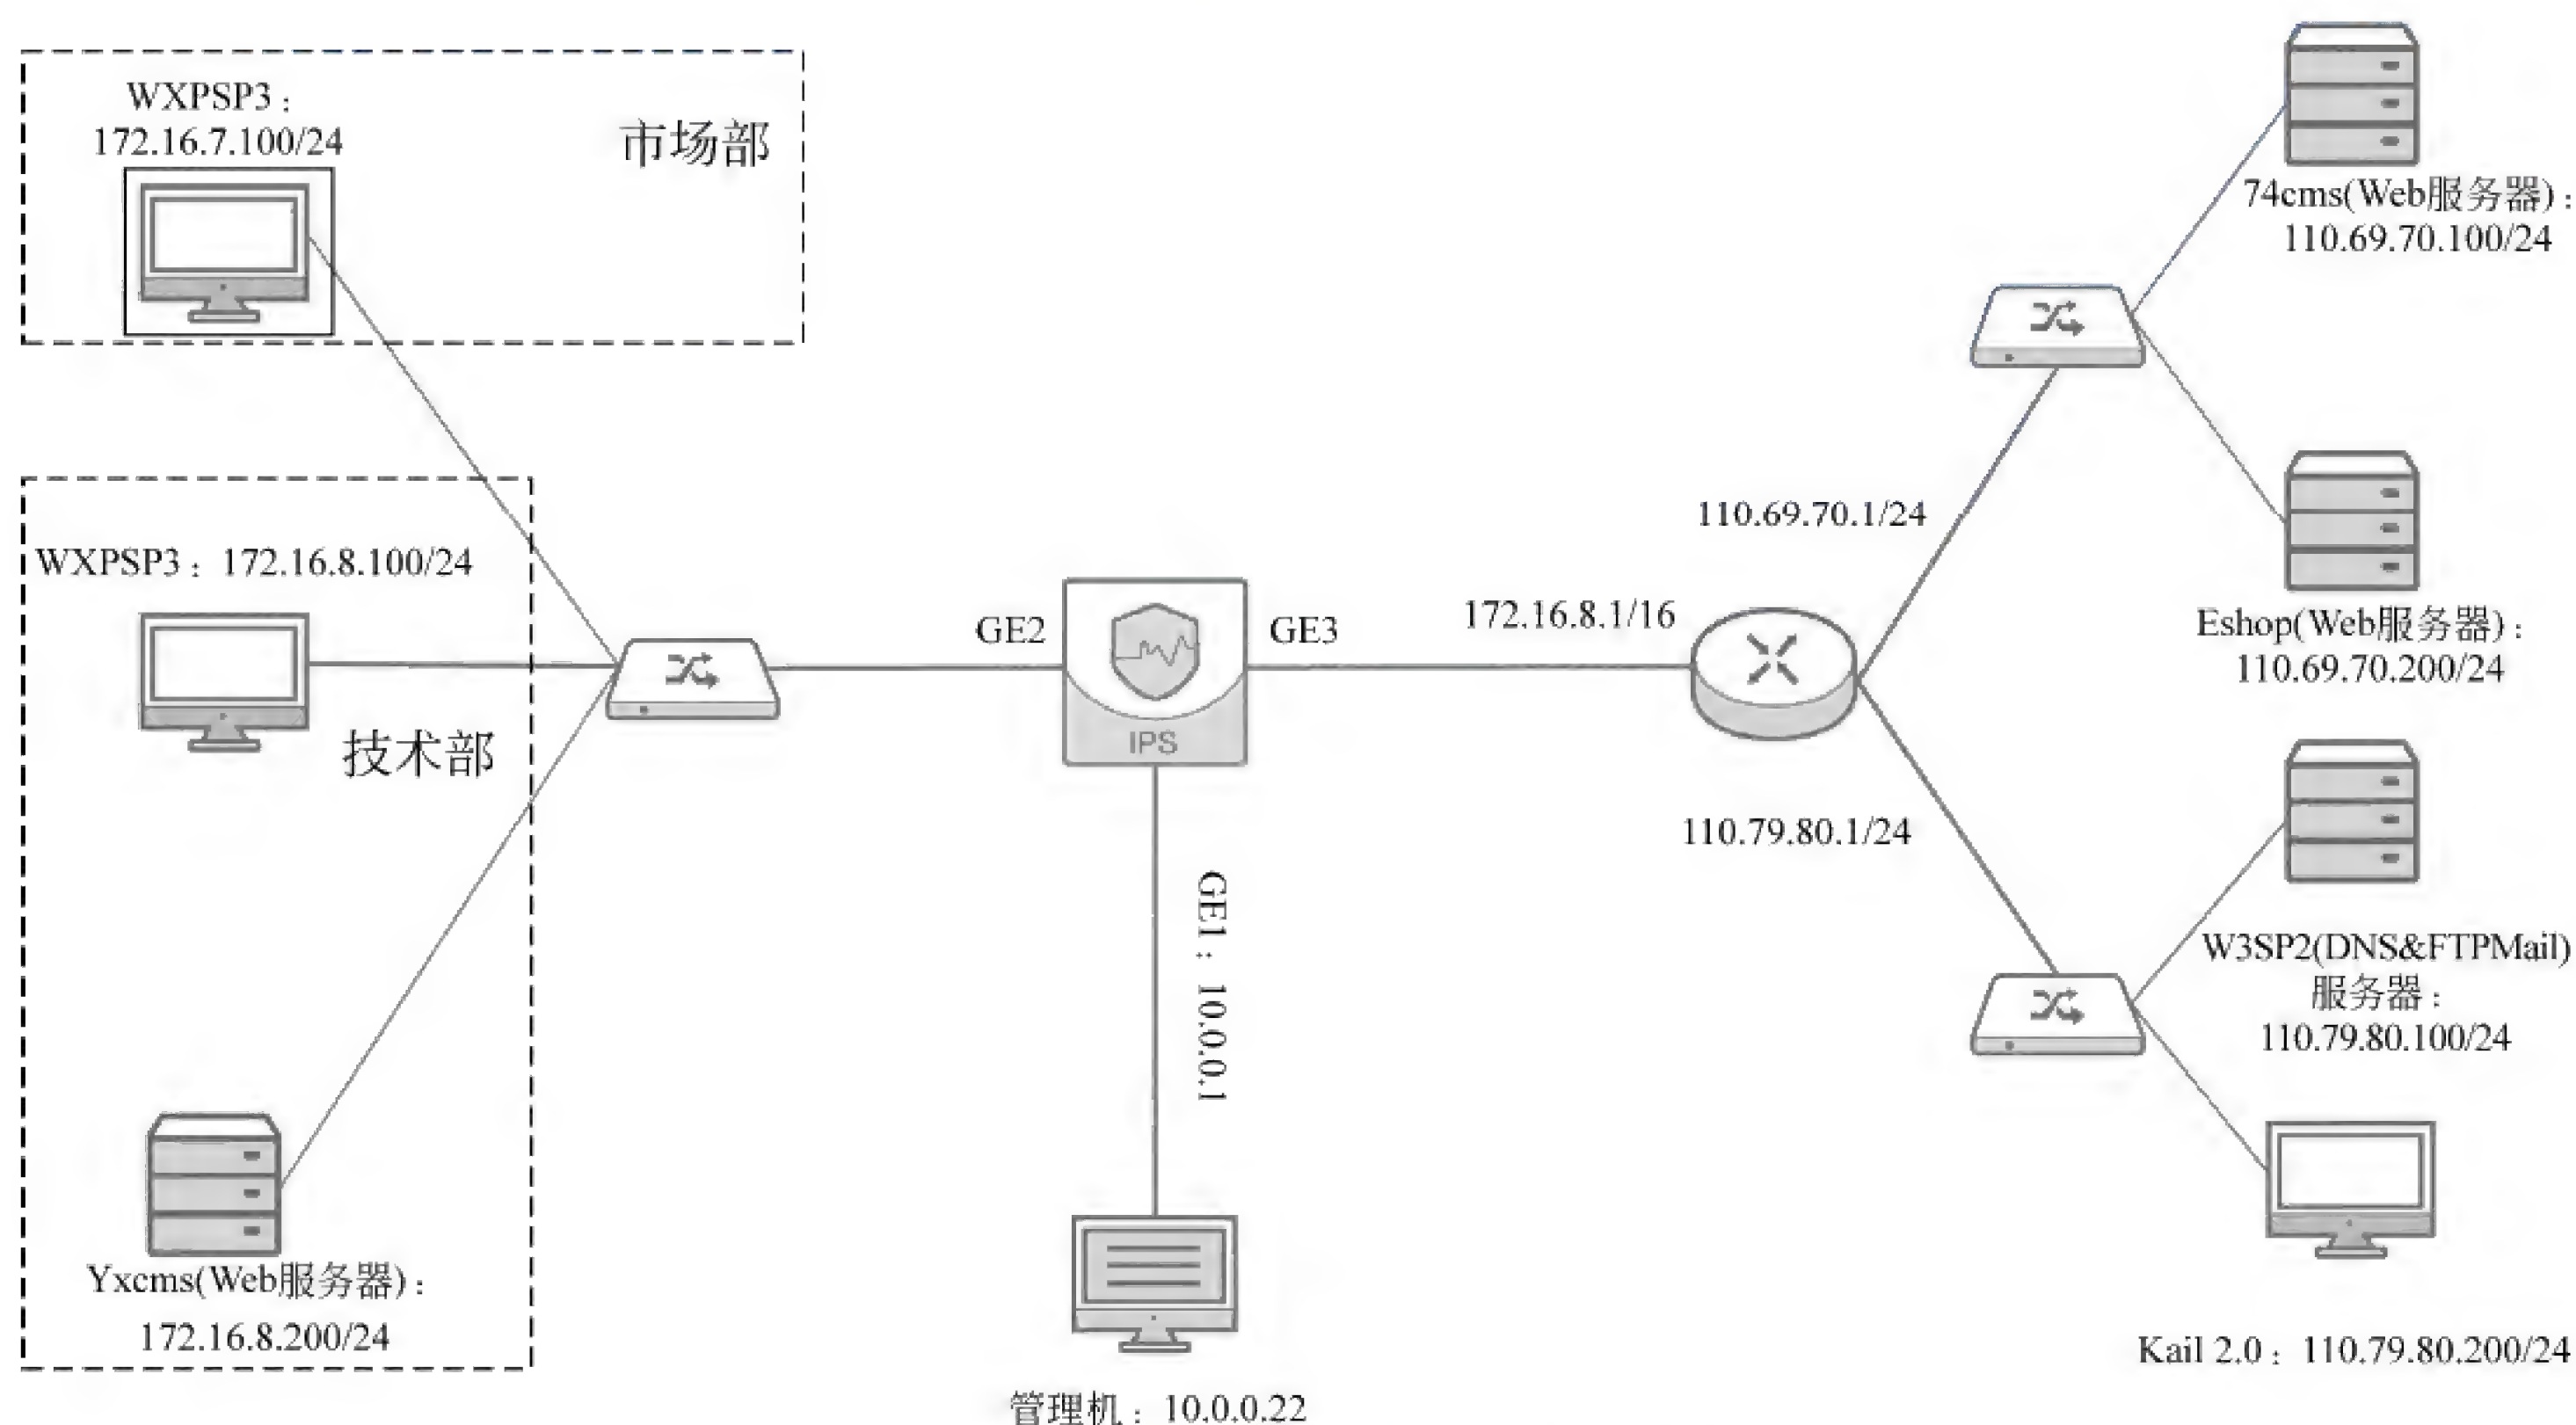 WXPSP3：
172.16.7.100/24
市场部
WXPSP3：172.16.8.100/24
技术部
Yxcms(Web服务器)：
172.16.8.200/24
GE2
IPS
GE3
GE1：10.0.0.1
管理机：10.0.0.22
172.16.8.1/16
110.69.70.1/24
110.79.80.1/24
74cms(Web服务器)：
110.69.70.100/24
Eshop(Web服务器)：
110.69.70.200/24
W3SP2(DNS&FTPMail)
服务器：
110.79.80.100/24
Kail 2.0：110.79.80.200/24